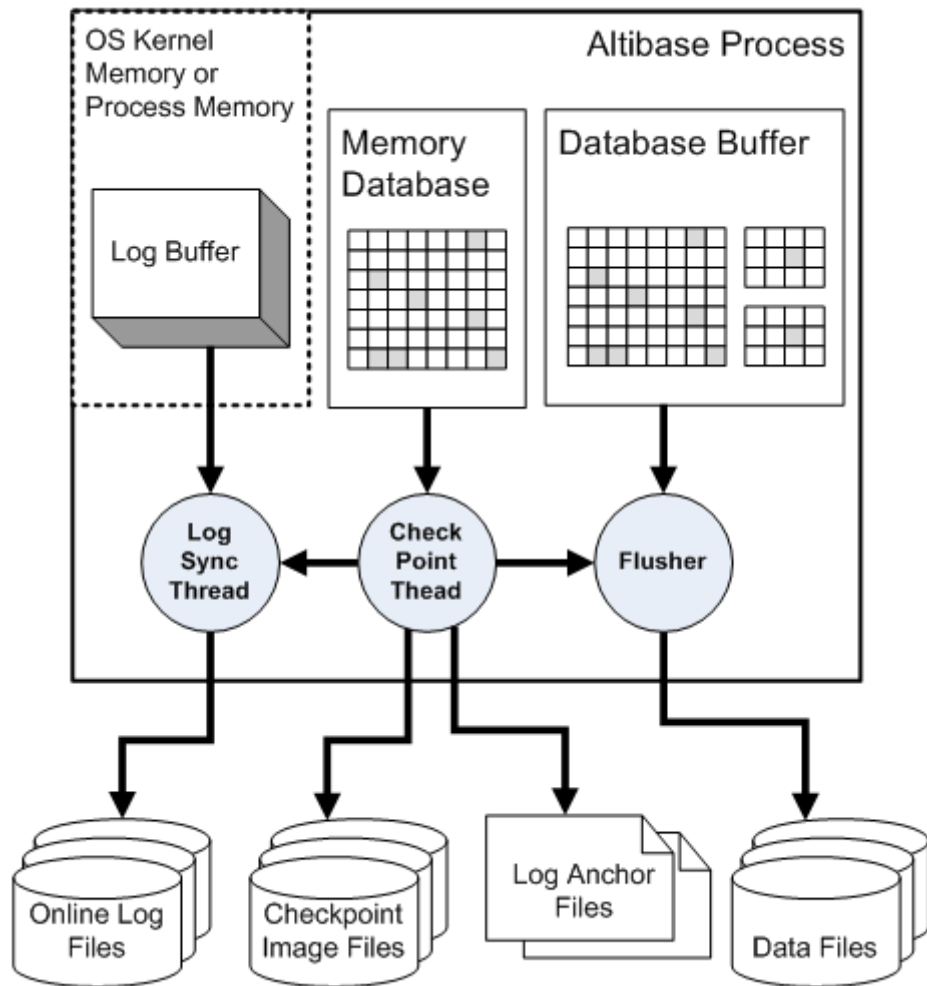 OS Kernel
Memory or
Process Memory
Altibase Process
Log Buffer
Memory
Database
Database Buffer
Log
Sync
Thread
Check
Point
Thead
Flusher
Online Log
Files
Checkpoint
Image Files
Log Anchor
Files
Data Files